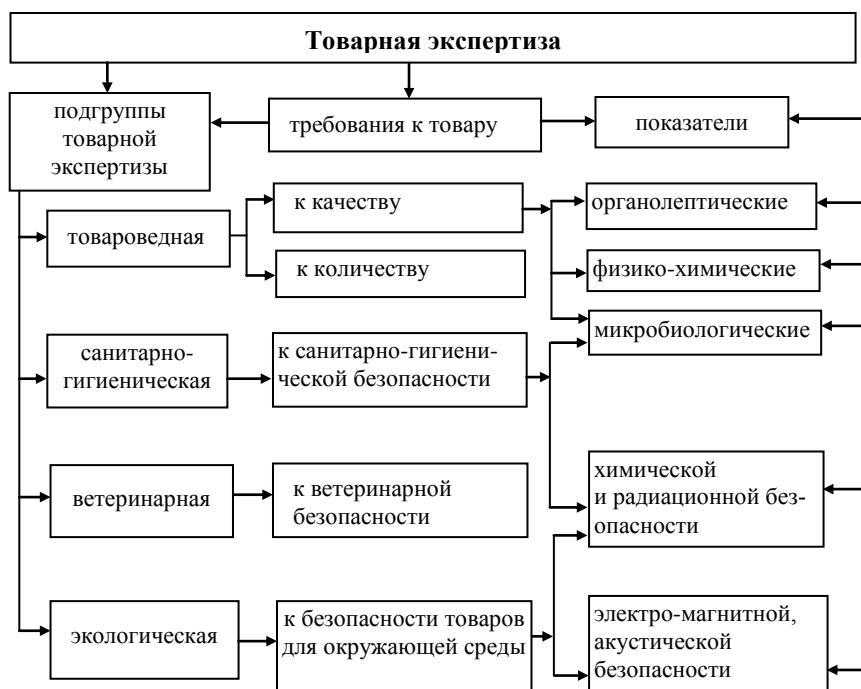 Товарная экспертиза
подгруппы
товарной
экспертизы
требования к товару
показатели
товароведная
к качеству
к количеству
органолептические
физико-химические
микробиологические
санитарно-
гигиеническая
к санитарно-гигиени-
ческой безопасности
ветеринарная
к ветеринарной
безопасности
химической
и радиационной без-
опасности
экологическая
к безопасности товаров
для окружающей среды
электро-магнитной,
акустической
безопасности